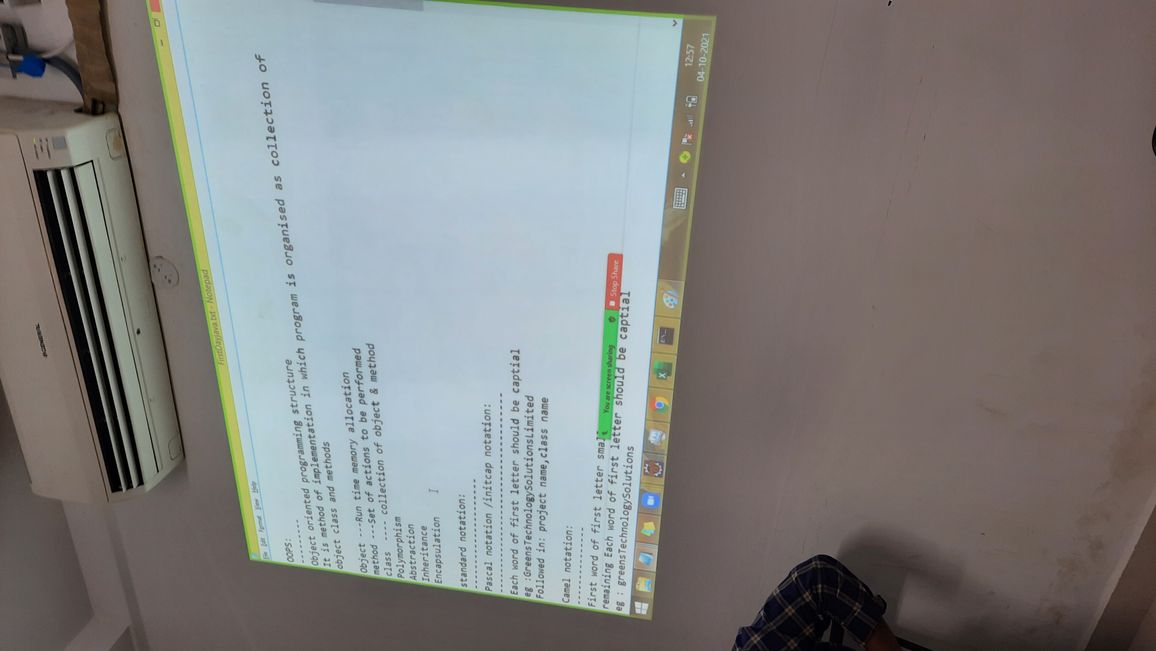 GENERAL
FirstDayjava.txt - Notepad
File Edit Format View Help
OOPS:
---------
Object oriented programming structure
It is method of implementation in which program is organised as collection of
object class and methods
Object ---Run time memory allocation
method ---Set of actions to be performed
class ---- collection of object & method
Polymorphism
Abstraction
Inheritance
Encapsulation
standard notation:
---------------------
Pascal notation /initcap notation:
--------------------------------------
Each word of first letter should be captial
eg :GreensTechnologySolutionsLimited
Followed in: project name,class name
Camel notation:
--------------
First word of first letter smal
You are screen sharing Stop Share
remaining Each word of first letter should be captial
eg : greensTechnologySolutions
12:57
04-10-2021